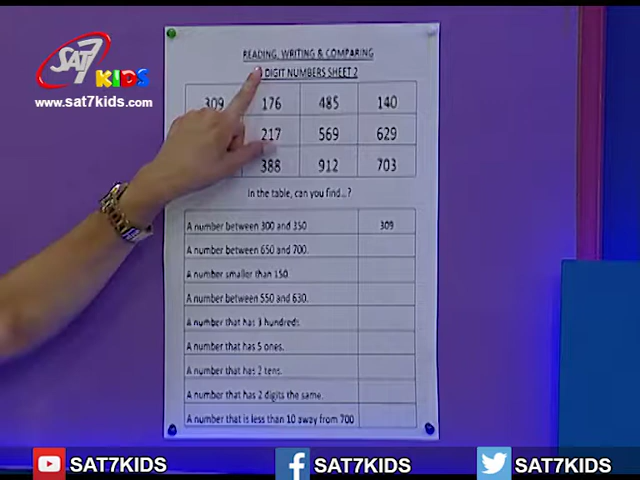 SAT 7
KIDS
www.sat7kids.com
READING, WRITING & COMPARING
DIGIT NUMBERS SHEET 2
309 176 485 140
217 569 629
388 912 703
In the table, can you find...?
A number between 300 and 350 309
A number between 650 and 700.
A number smaller than 150
A number between 550 and 630.
A number that has 3 hundreds.
A number that has 5 ones.
A number that has 2 tens.
A number that has 2 digits the same.
A number that is less than 10 away from 700
SAT7KIDS SAT7KIDS SAT7KIDS